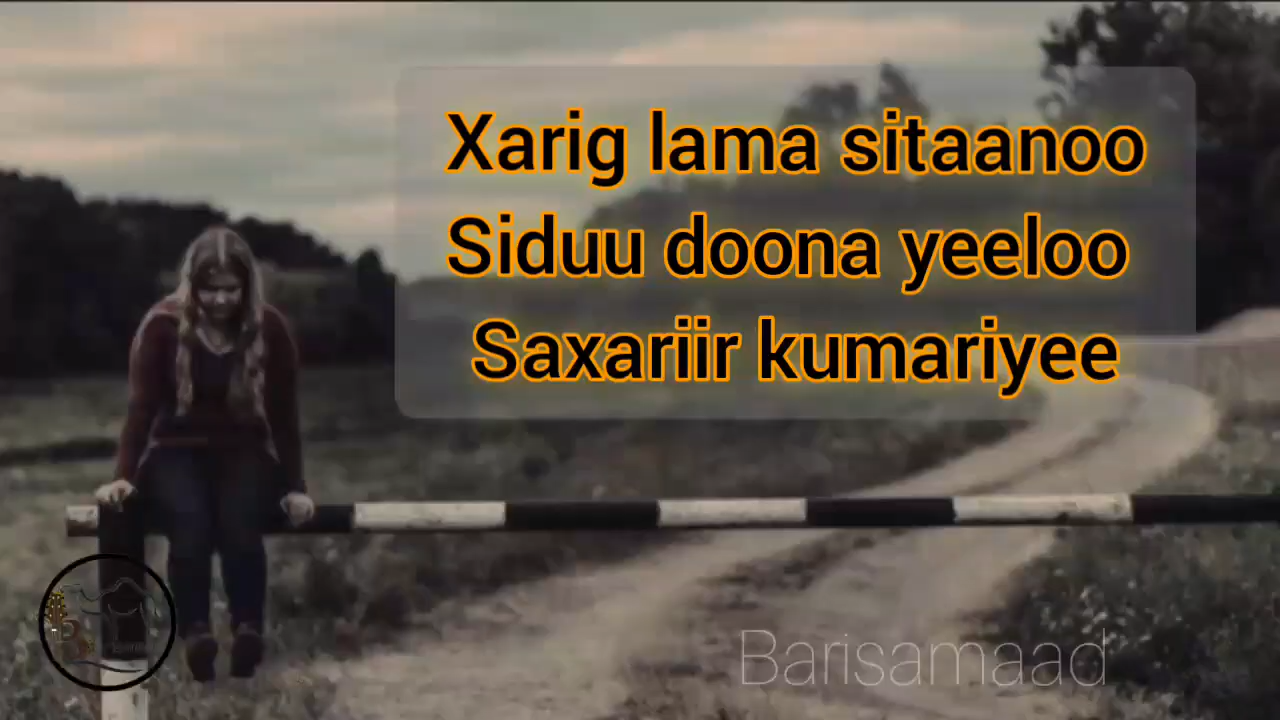 Xarig lama sitaanoo
Siduu doona yeeloo
Saxariir kumariyee
Barisamaad